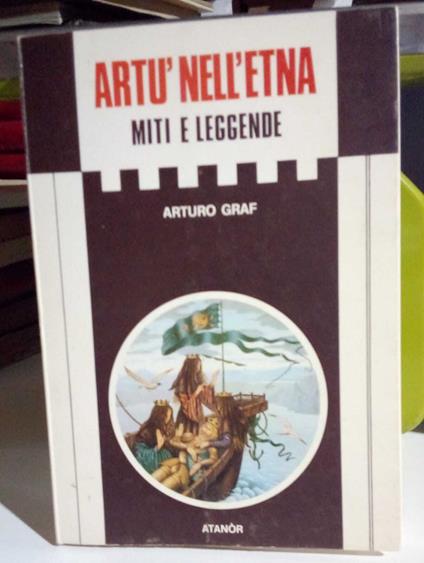 ARTU' NELL'ETNA
MITI E LEGGENDE
ARTURO GRAF
ATANÒR